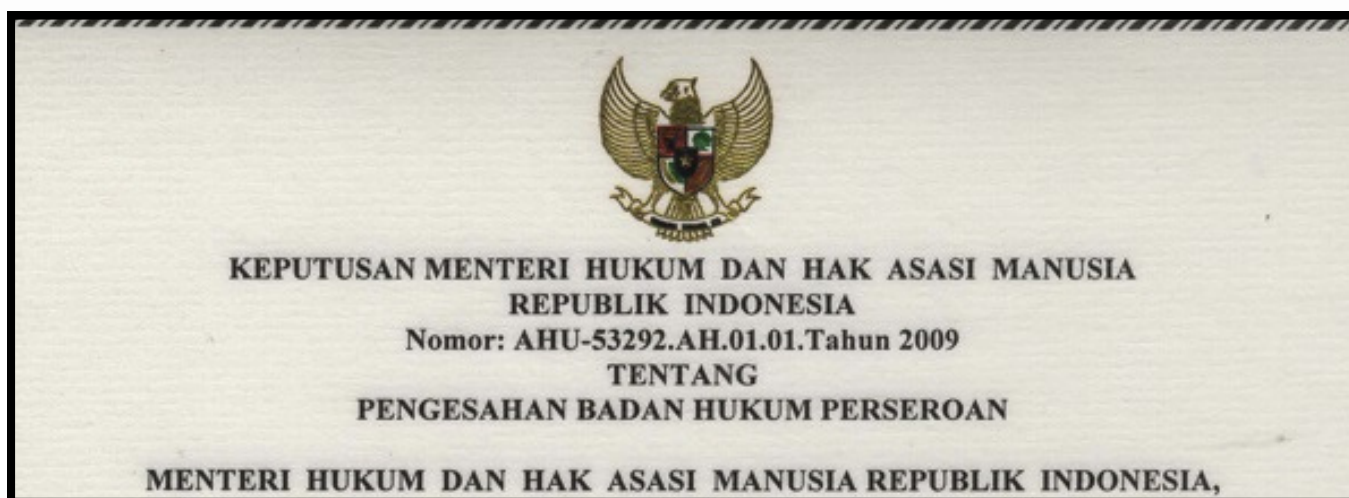 KEPUTUSAN MENTERI HUKUM DAN HAK ASASI MANUSIA
REPUBLIK INDONESIA
Nomor: AHU-53292.AH.01.01.Tahun 2009
TENTANG
PENGESAHAN BADAN HUKUM PERSEROAN
MENTERI HUKUM DAN HAK ASASI MANUSIA REPUBLIK INDONESIA,